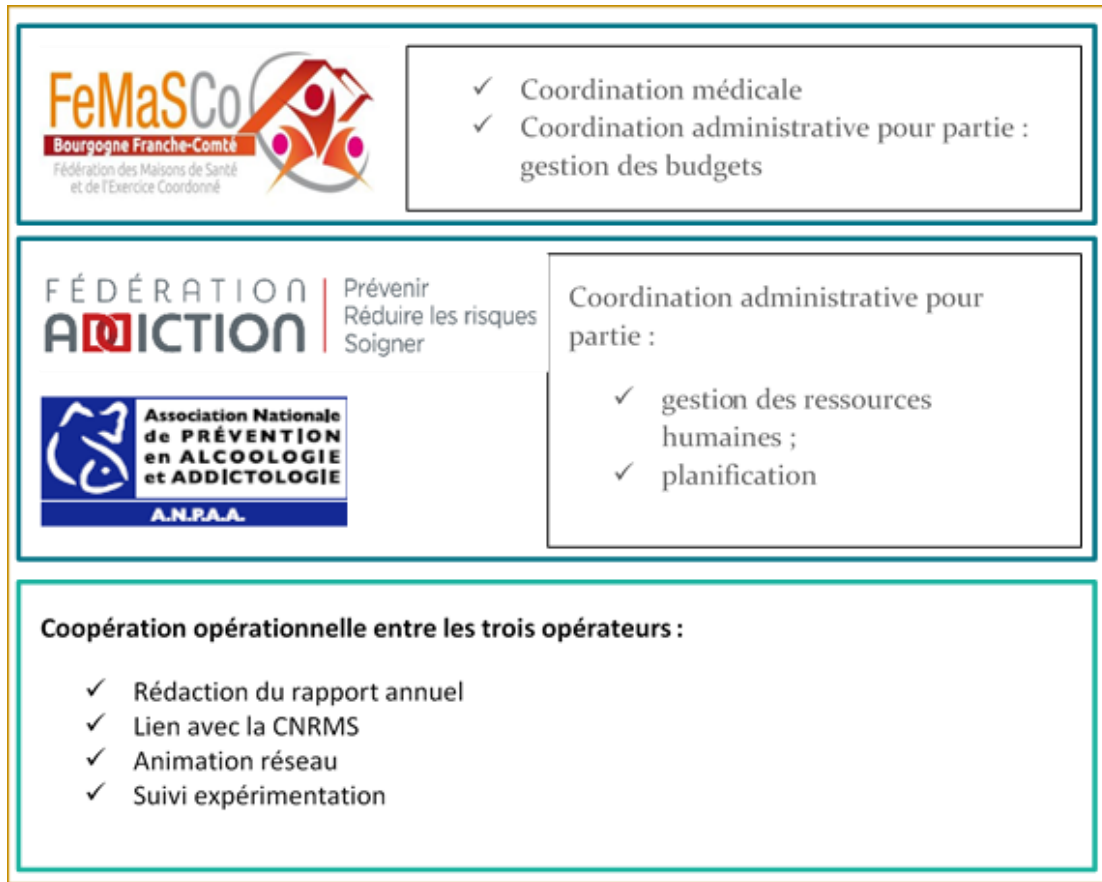 FeMaSCo
Bourgogne Franche-Comté
Fédération des Maisons de Santé
et de l'Exercice Coordonné
✓ Coordination médicale
✓ Coordination administrative pour partie :
gestion des budgets
FÉDÉRATION
ADDICTION
Prévenir
Réduire les risques
Soigner
Association Nationale
de PRÉVENTION
en ALCOOLOGIE
et ADDICTOLOGIE
A.N.P.A.A.
Coordination administrative pour
partie :
✓ gestion des ressources
humaines ;
✓ planification
Coopération opérationnelle entre les trois opérateurs :
✓ Rédaction du rapport annuel
✓ Lien avec la CNRMS
✓ Animation réseau
✓ Suivi expérimentation